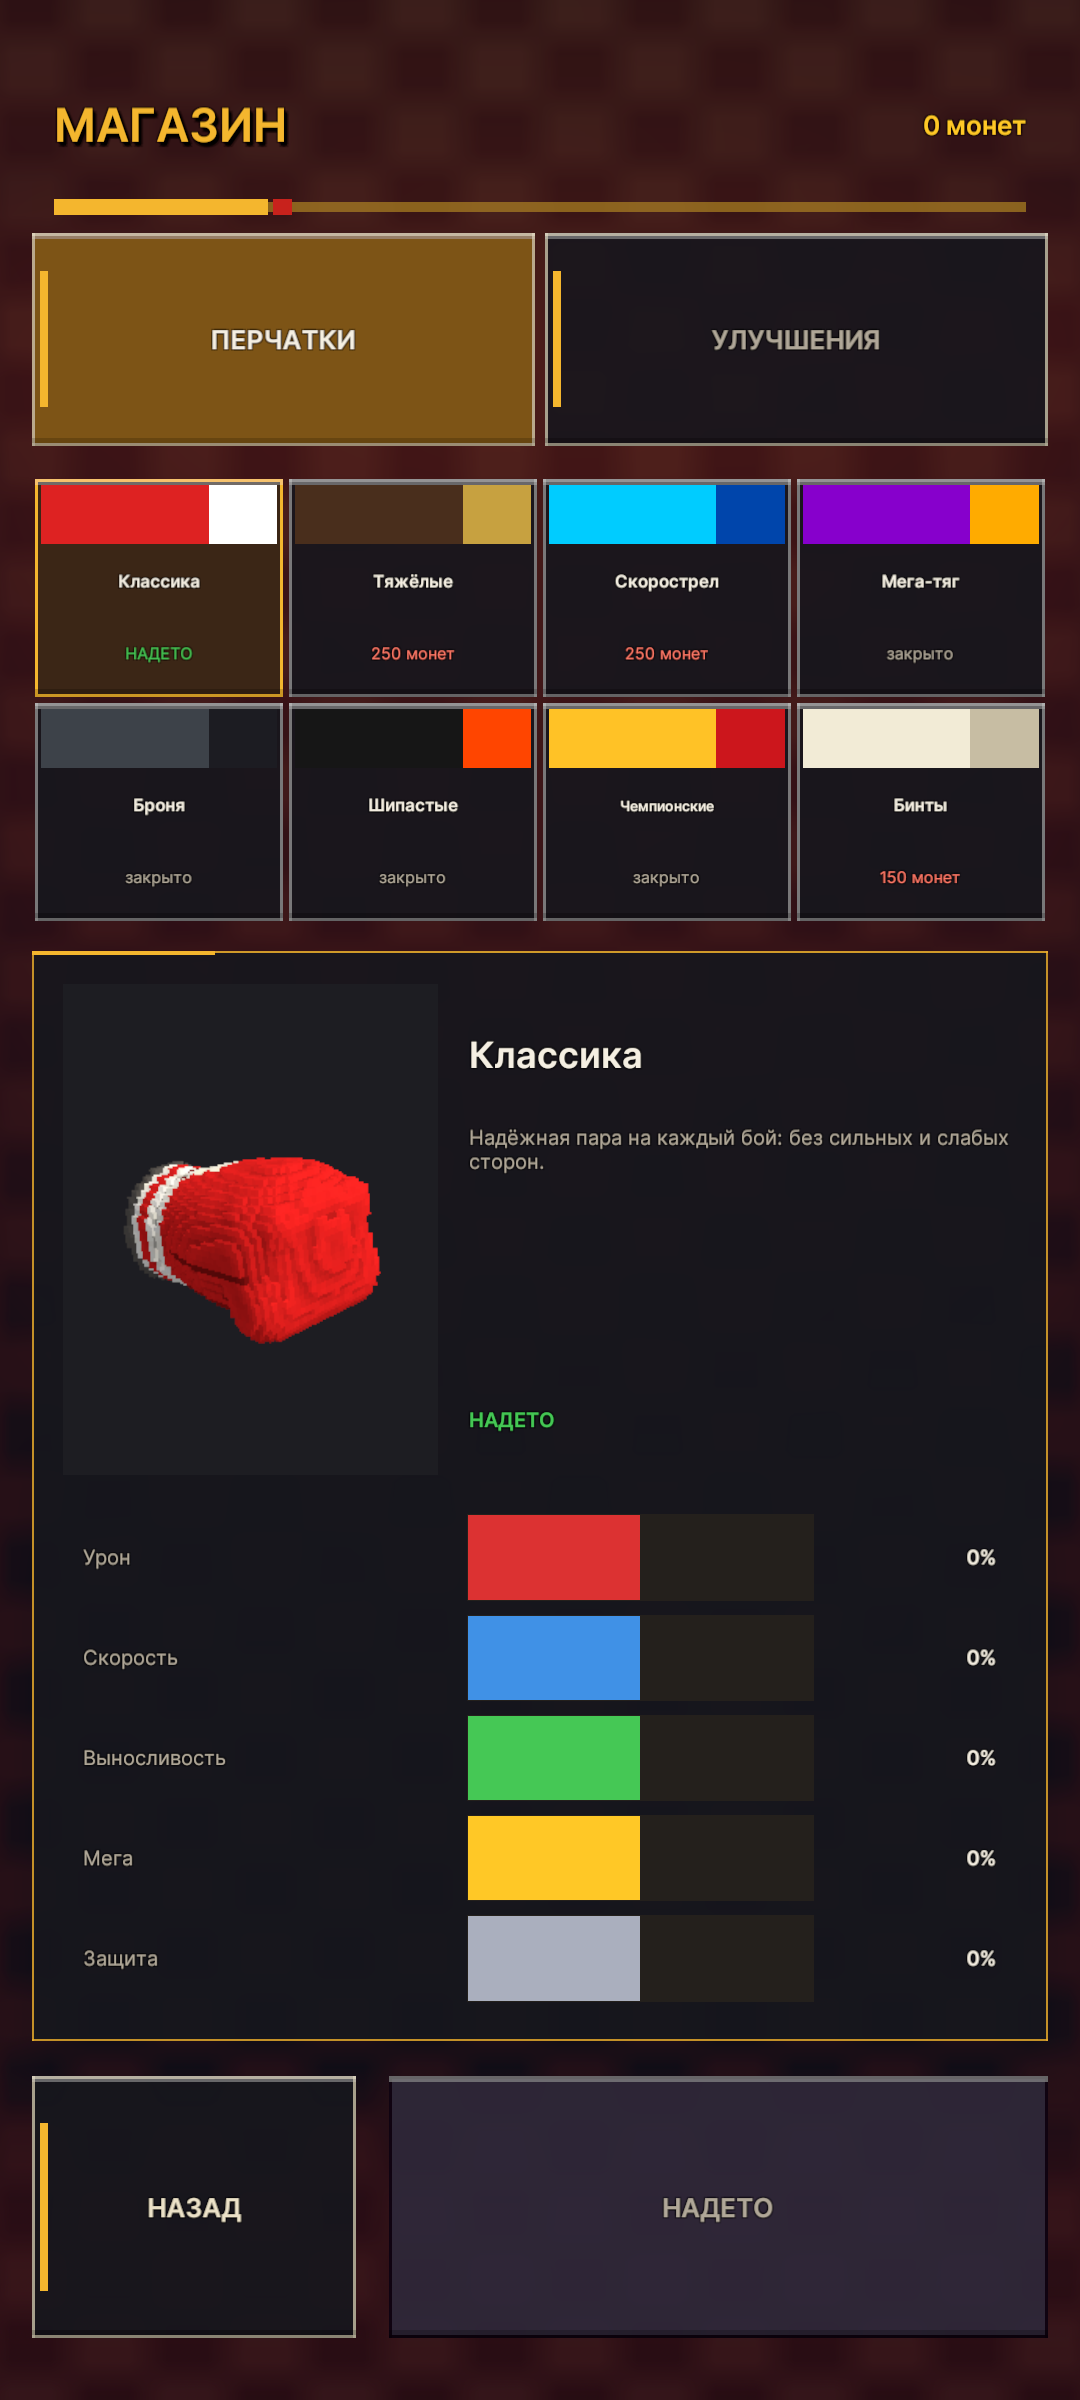 МАГАЗИН
0 монет
ПЕРЧАТКИ
УЛУЧШЕНИЯ
Классика
Тяжёлые
Скорострел
Мега-тяг
НАДЕТО
250 монет
250 монет
закрыто
Броня
Шипастые
Чемпионские
Бинты
закрыто
закрыто
закрыто
150 монет
Классика
Надёжная пара на каждый бой: без сильных и слабых
сторон.
НАДЕТО
Урон
0%
Скорость
0%
Выносливость
0%
Мега
0%
Защита
0%
НАЗАД
НАДЕТО